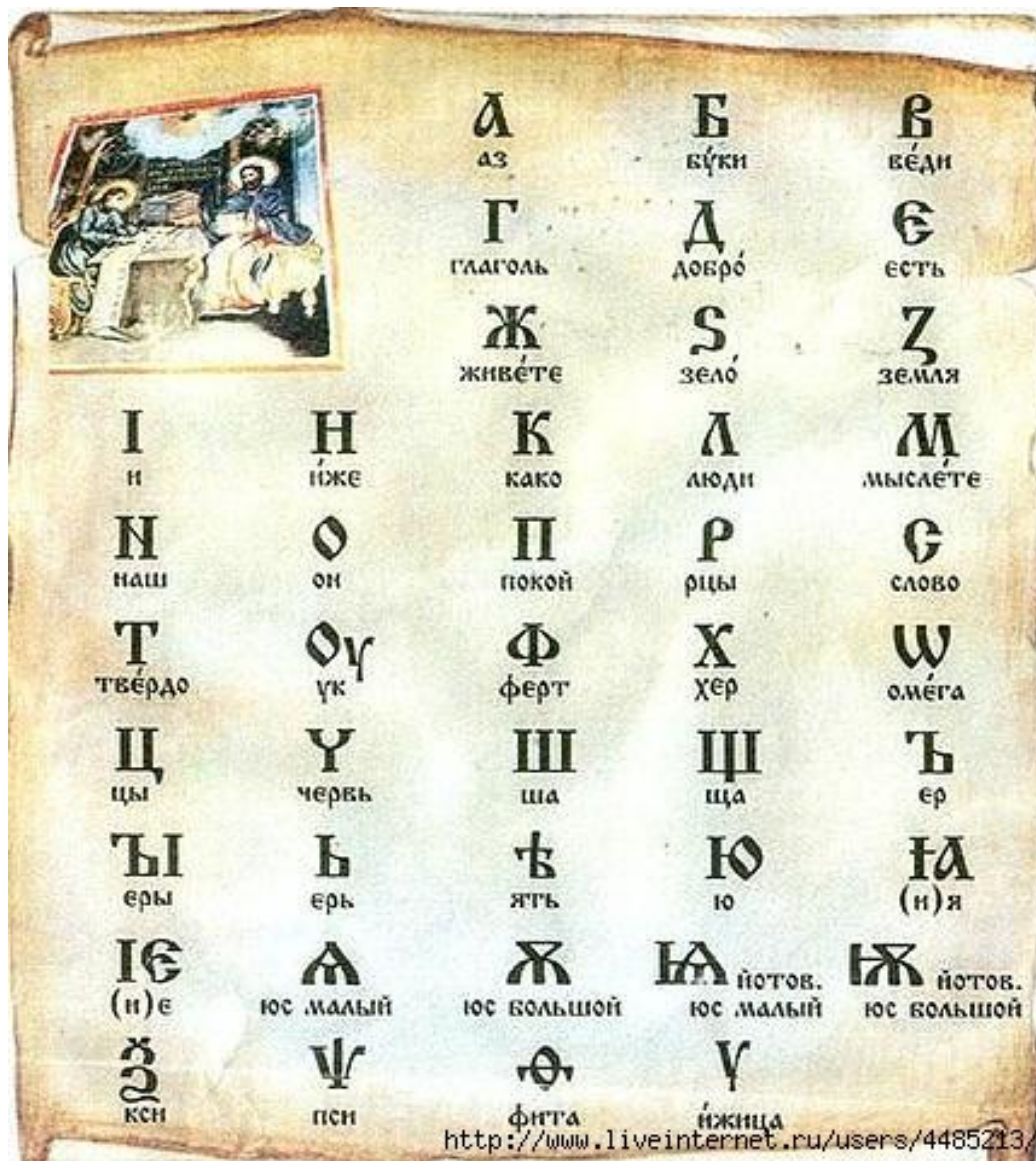 А Б В
аз бу́ки ве́ди
Г Д Є
глаголь добро́ єсть
Ж Ѕ З
живе́те зело́ земля
І Н К Л М
и и́же како люди мысле́те
N О П Р С
наш он покой рцы слово
Т Оу Ф Х Ѡ
тве́рдо ук ферт хер оме́га
Ц Ч Ш Щ Ъ
цы червь ша ща ер
ЪІ Ь Ѣ Ю Ꙗ
еры ерь ять ю (и)я
Ѥ Ѧ Ѫ Ѩ йотов. Ѭ йотов.
(и)е юс малый юс большой юс малый юс большой
Ѯ Ѱ Ѳ Ѵ
кси пси фита и́жица
http://www.liveinternet.ru/users/4485213/